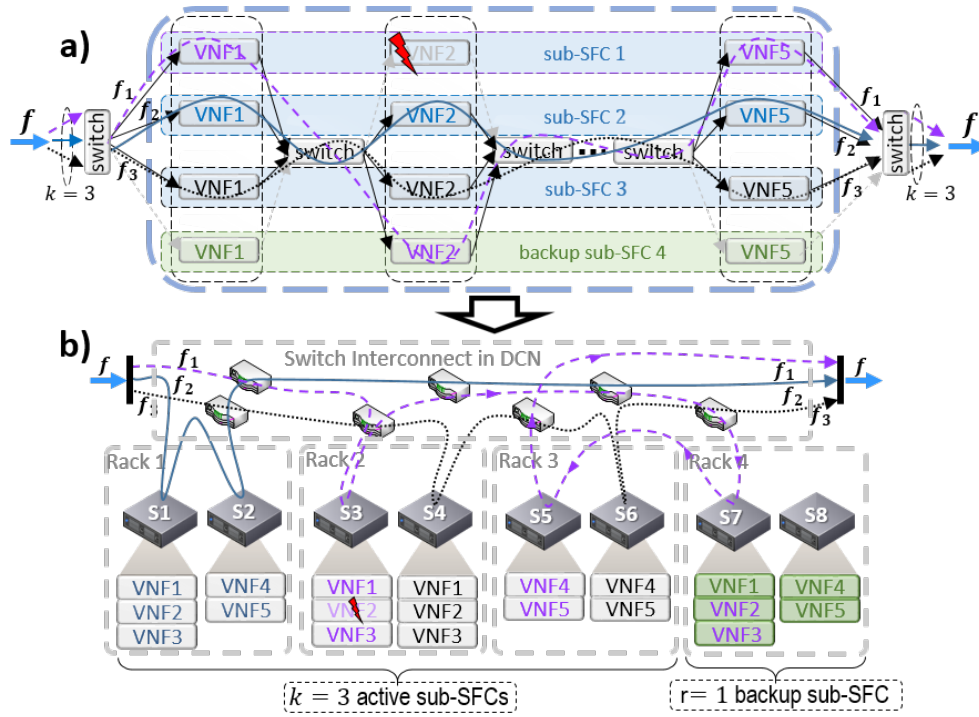 a)
VNF1
VNF2
sub-SFC 1
VNF5
f
f₁
f₂
f₃
k = 3
switch
VNF1
VNF2
sub-SFC 2
VNF5
switch
switch
switch
VNF1
VNF2
sub-SFC 3
VNF5
VNF1
VNF2
backup sub-SFC 4
VNF5
f₁
f₂
f₃
switch
f
k = 3
b)
Switch Interconnect in DCN
f
f₁
f₂
f₁
f₂
f₃
f
Rack 1
Rack 2
Rack 3
Rack 4
S1
S2
S3
S4
S5
S6
S7
S8
VNF1
VNF2
VNF3
VNF4
VNF5
VNF1
VNF2
VNF3
VNF1
VNF2
VNF3
VNF4
VNF5
VNF4
VNF5
VNF1
VNF2
VNF3
VNF4
VNF5
k = 3 active sub-SFCs
r= 1 backup sub-SFC